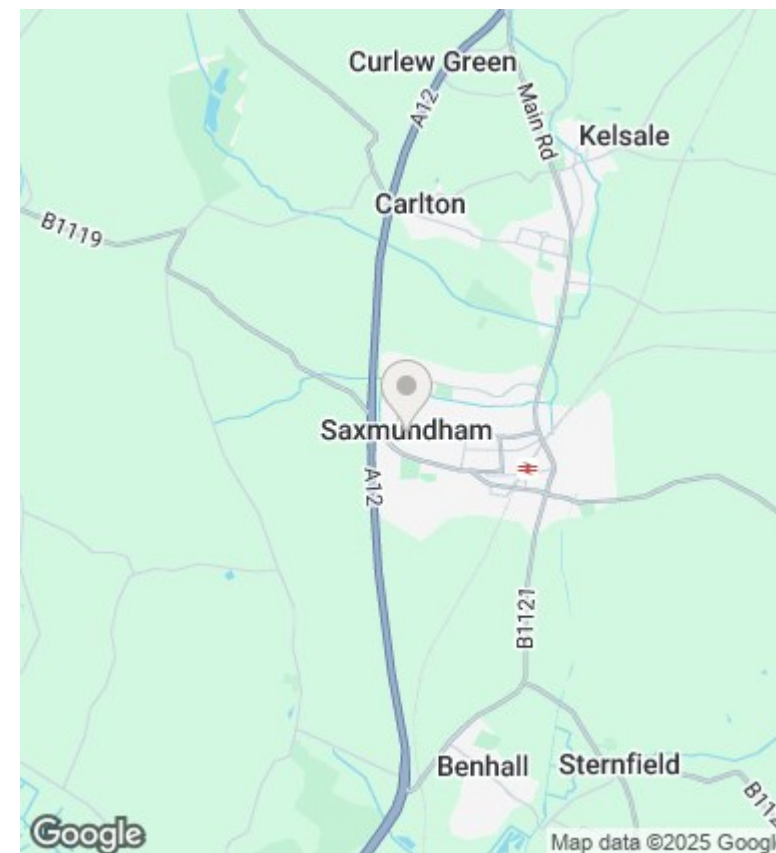 Curlew Green
A12
Main Rd
Kelsale
Carlton
B1119
Saxmundham
A12
B1121
Benhall
Sternfield
Google
Map data ©2025 Googl